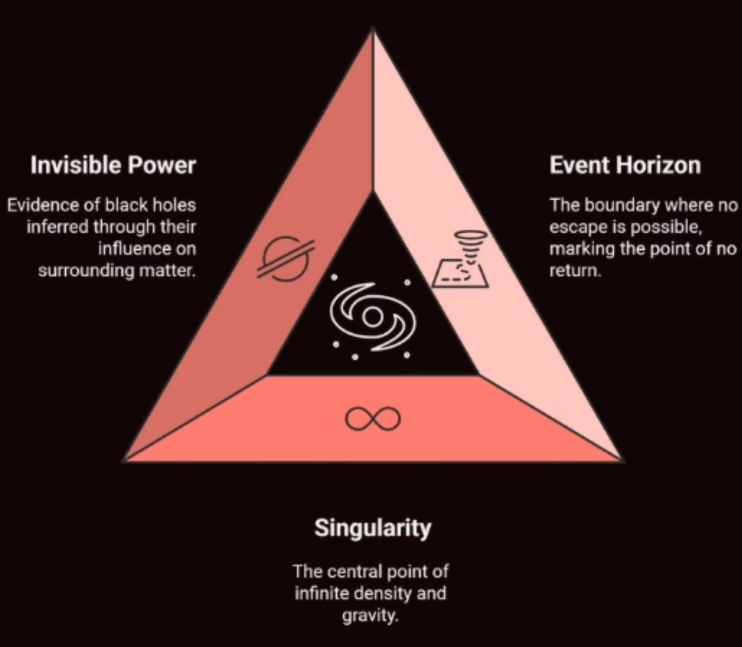 Invisible Power
Evidence of black holes
inferred through their
influence on
surrounding matter.
Event Horizon
The boundary where no
escape is possible,
marking the point of no
return.
Singularity
The central point of
infinite density and
gravity.